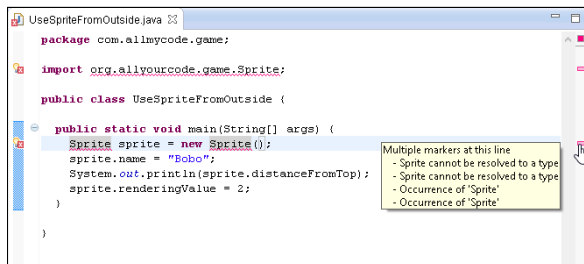 UseSpriteFromOutside.java
package com.allmycode.game;
import org.allyourcode.game.Sprite;
public class UseSpriteFromOutside {
public static void main(String[] args) {
Sprite sprite = new Sprite();
sprite.name = "Bobo";
System.out.println(sprite.distanceFromTop);
sprite.renderingValue = 2;
}
}
Multiple markers at this line
- Sprite cannot be resolved to a type
- Sprite cannot be resolved to a type
- Occurrence of 'Sprite'
- Occurrence of 'Sprite'